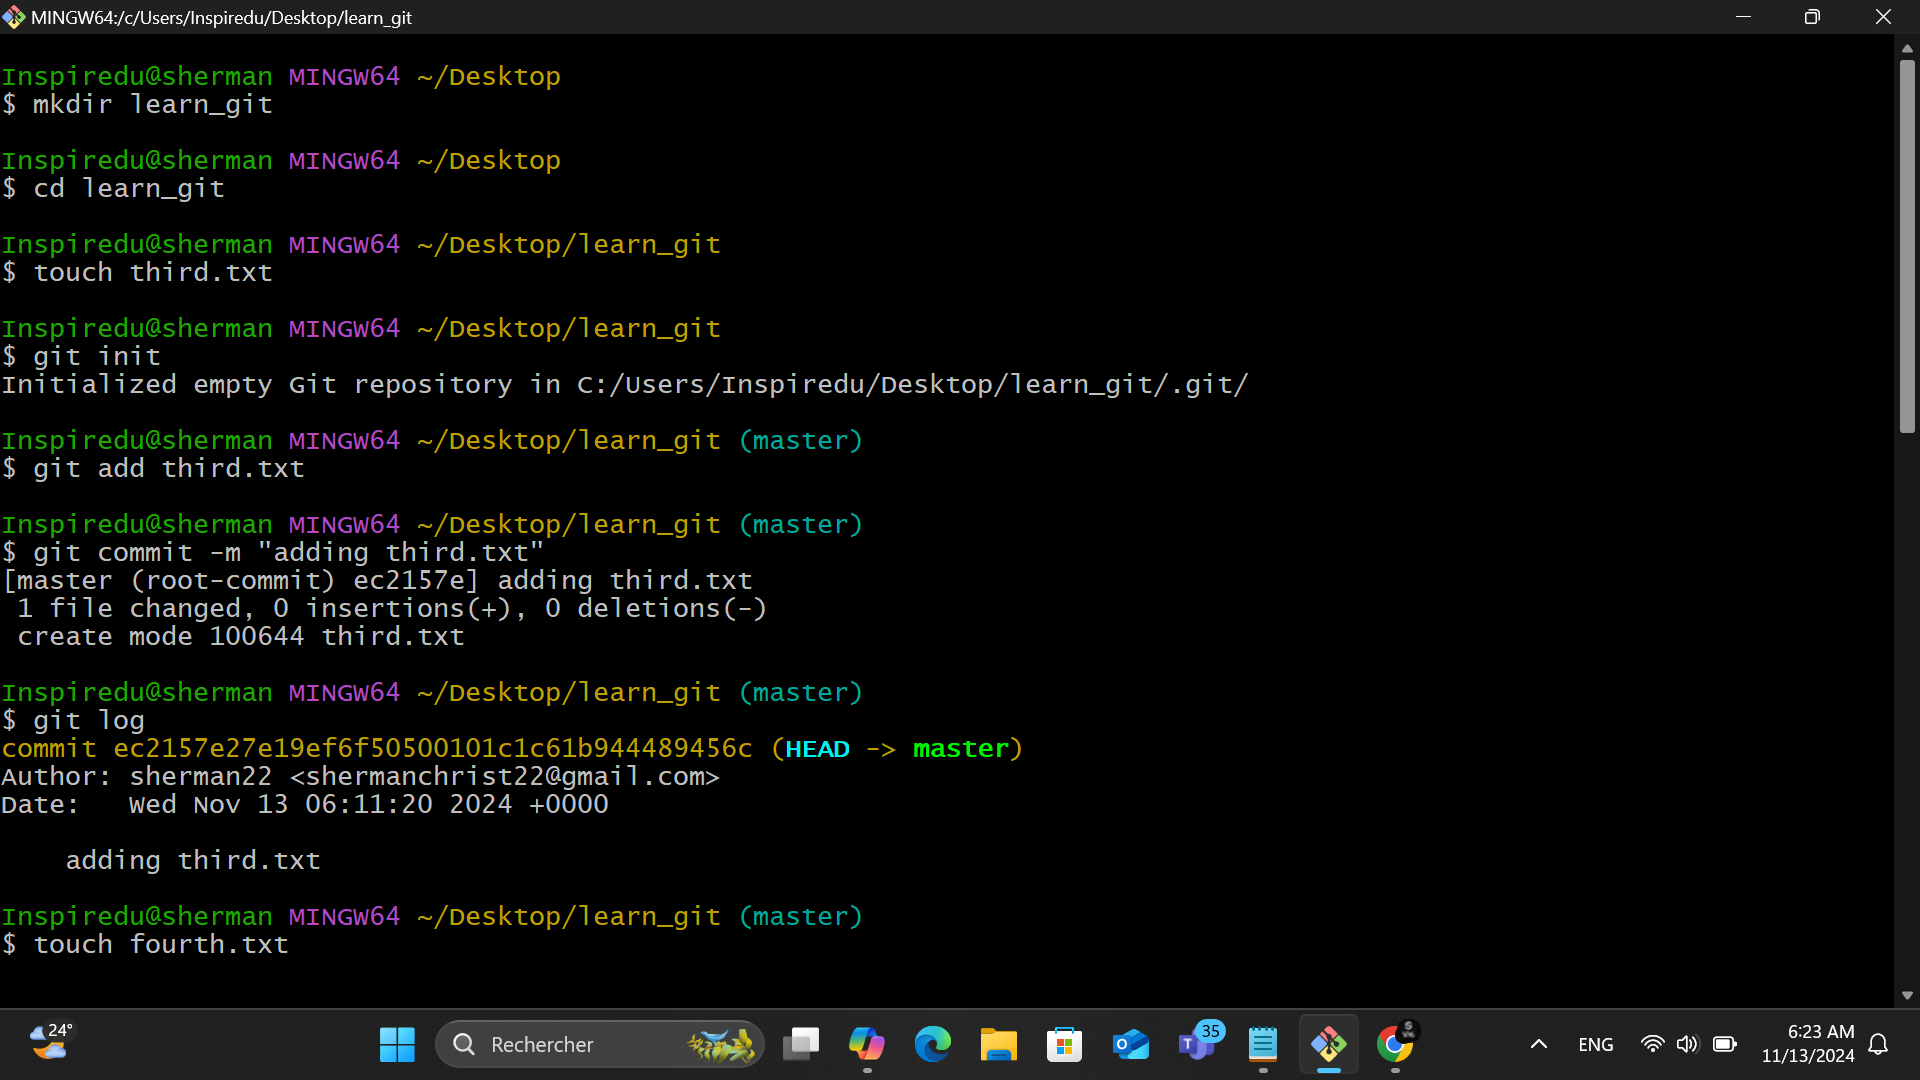 MINGW64:/c/Users/Inspiredu/Desktop/learn_git
Inspiredu@sherman MINGW64 ~/Desktop
$ mkdir learn_git
Inspiredu@sherman MINGW64 ~/Desktop
$ cd learn_git
Inspiredu@sherman MINGW64 ~/Desktop/learn_git
$ touch third.txt
Inspiredu@sherman MINGW64 ~/Desktop/learn_git
$ git init
Initialized empty Git repository in C:/Users/Inspiredu/Desktop/learn_git/.git/
Inspiredu@sherman MINGW64 ~/Desktop/learn_git (master)
$ git add third.txt
Inspiredu@sherman MINGW64 ~/Desktop/learn_git (master)
$ git commit -m "adding third.txt"
[master (root-commit) ec2157e] adding third.txt
 1 file changed, 0 insertions(+), 0 deletions(-)
 create mode 100644 third.txt
Inspiredu@sherman MINGW64 ~/Desktop/learn_git (master)
$ git log
commit ec2157e27e19ef6f50500101c1c61b944489456c (HEAD -> master)
Author: sherman22 <shermanchrist22@gmail.com>
Date:   Wed Nov 13 06:11:20 2024 +0000
    adding third.txt
Inspiredu@sherman MINGW64 ~/Desktop/learn_git (master)
$ touch fourth.txt
24°
Rechercher
35
ENG
6:23 AM
11/13/2024